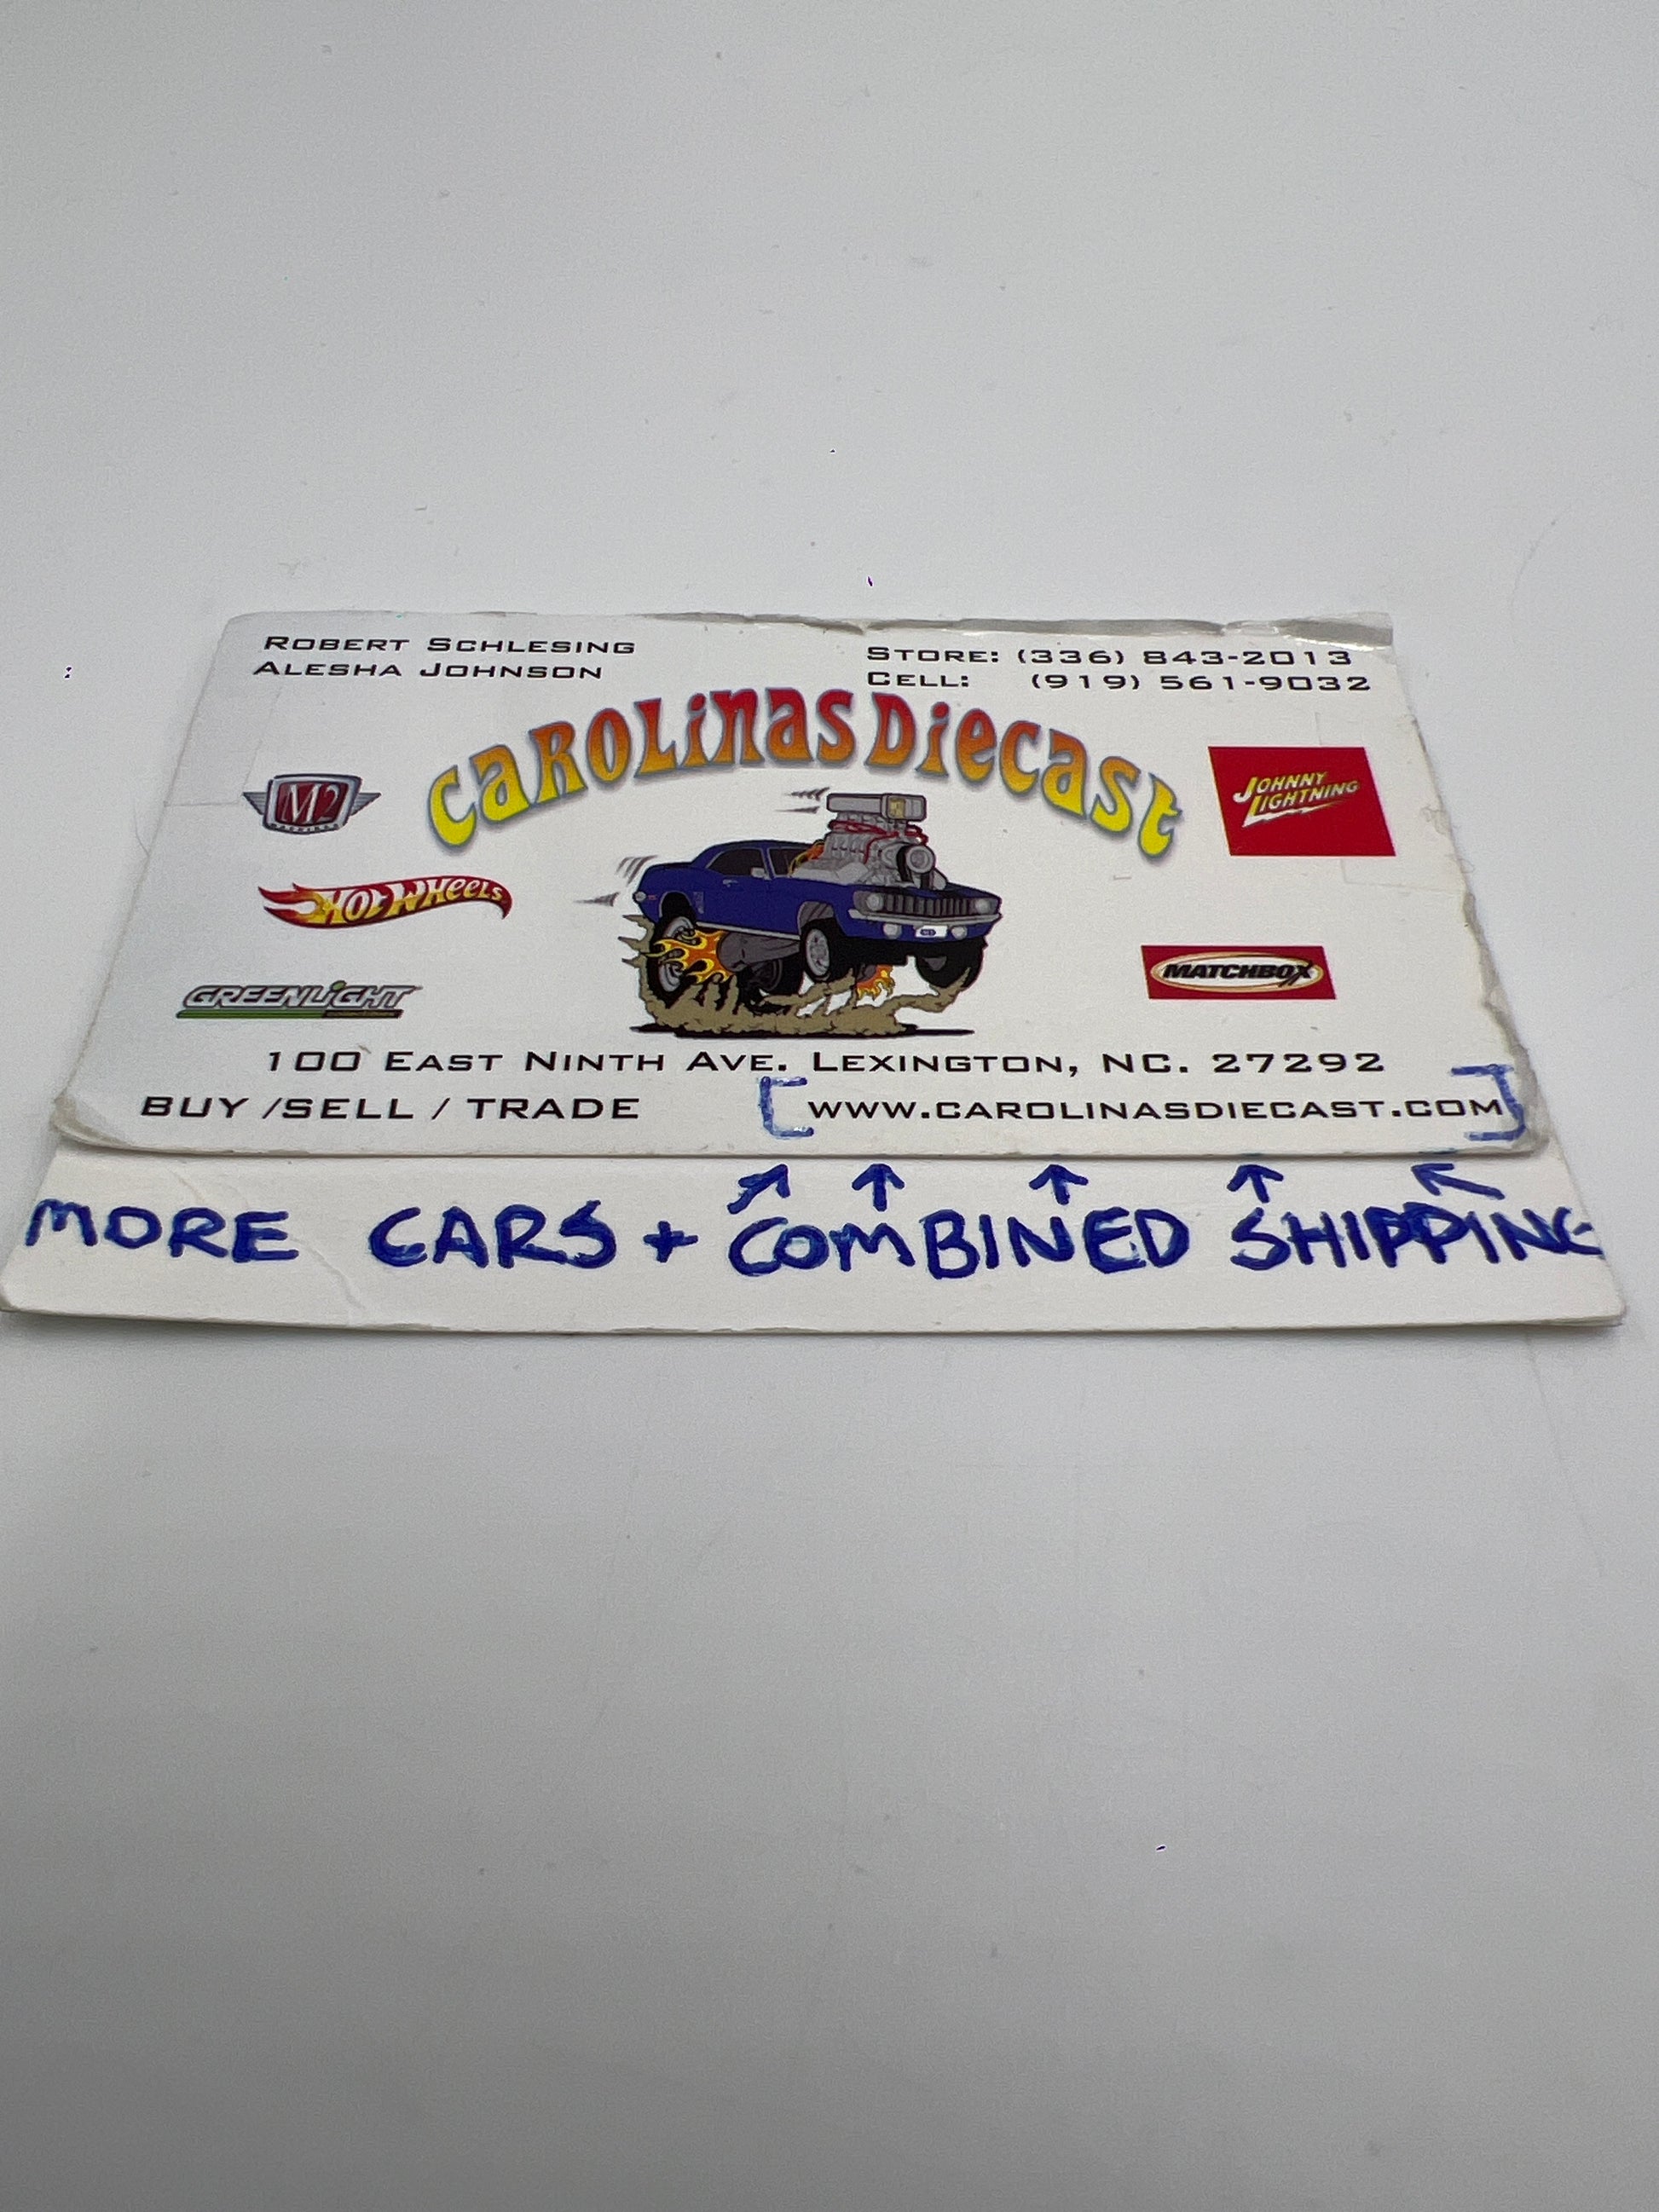 ROBERT SCHLESING
ALESHA JOHNSON
STORE: (336) 843-2013
CELL: (919) 561-9032
CAROLINAS DIECAST
M2
MACHINES
JOHNNY
LIGHTNING
HOT WHEELS
MATCHBOX
GREENLIGHT
100 EAST NINTH AVE. LEXINGTON, NC. 27292
BUY /SELL / TRADE
[WWW.CAROLINASDIECAST.COM]
MORE CARS + COMBINED SHIPPING